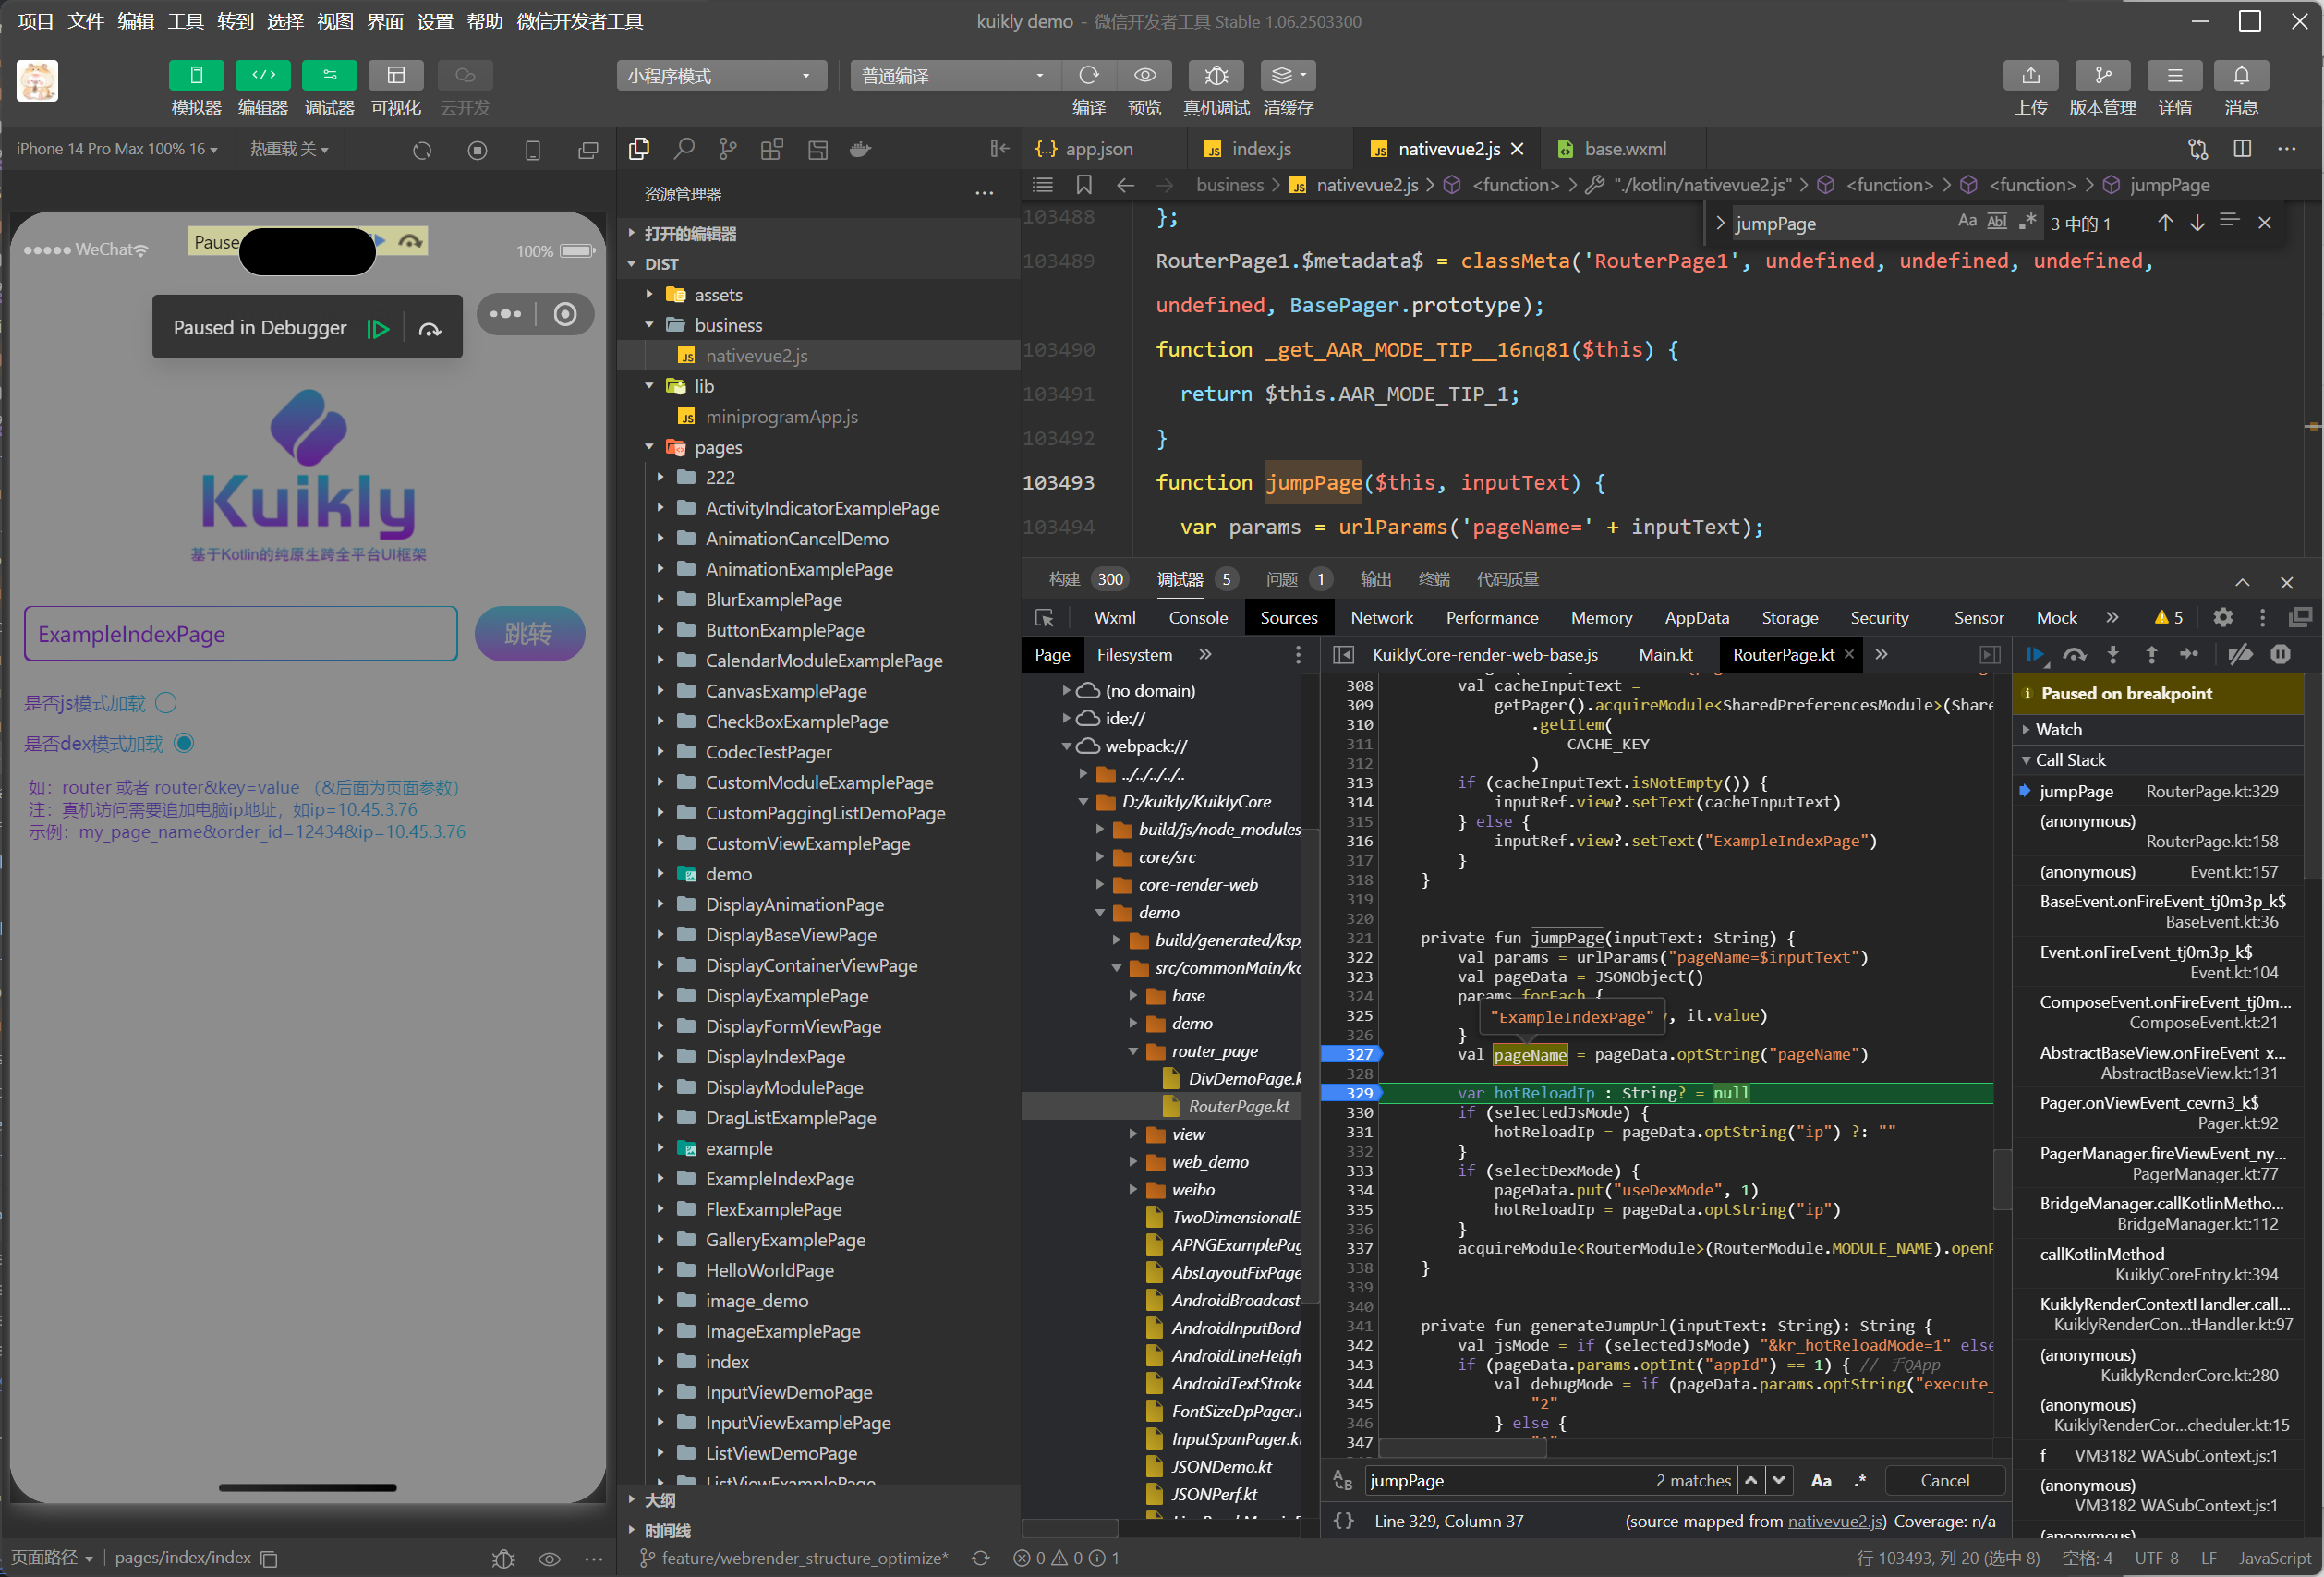 项目 文件 编辑 工具 转到 选择 视图 界面 设置 帮助 微信开发者工具
kuikly demo - 微信开发者工具 Stable 1.06.2503300
模拟器 编辑器 调试器 可视化 云开发
小程序模式
普通编译
编译 预览 真机调试 清缓存
上传 版本管理 详情 消息
iPhone 14 Pro Max 100% 16
热重载 关
WeChat
Pause
100%
Paused in Debugger
Kuikly
基于Kotlin的纯原生跨全平台UI框架
ExampleIndexPage
跳转
是否js模式加载
是否dex模式加载
如：router 或者 router&key=value （&后面为页面参数）
注：真机访问需要追加电脑ip地址，如ip=10.45.3.76
示例：my_page_name&order_id=12434&ip=10.45.3.76
页面路径
pages/index/index
资源管理器
打开的编辑器
DIST
assets
business
nativevue2.js
lib
miniprogramApp.js
pages
222
ActivityIndicatorExamplePage
AnimationCancelDemo
AnimationExamplePage
BlurExamplePage
ButtonExamplePage
CalendarModuleExamplePage
CanvasExamplePage
CheckBoxExamplePage
CodecTestPager
CustomModuleExamplePage
CustomPaggingListDemoPage
CustomViewExamplePage
demo
DisplayAnimationPage
DisplayBaseViewPage
DisplayContainerViewPage
DisplayExamplePage
DisplayFormViewPage
DisplayIndexPage
DisplayModulePage
DragListExamplePage
example
ExampleIndexPage
FlexExamplePage
GalleryExamplePage
HelloWorldPage
image_demo
ImageExamplePage
index
InputViewDemoPage
InputViewExamplePage
ListViewDemoPage
ListViewExamplePage
大纲
时间线
feature/webrender_structure_optimize*
0 0 1
app.json
index.js
nativevue2.js
base.wxml
business > nativevue2.js > <function> > "./kotlin/nativevue2.js" > <function> > <function> > jumpPage
jumpPage
Aa Abl .*
3 中的 1
103488 };
103489 RouterPage1.$metadata$ = classMeta('RouterPage1', undefined, undefined, undefined,
undefined, BasePager.prototype);
103490 function _get_AAR_MODE_TIP__16nq81($this) {
103491 return $this.AAR_MODE_TIP_1;
103492 }
103493 function jumpPage($this, inputText) {
103494 var params = urlParams('pageName=' + inputText);
构建 300 调试器 5 问题 1 输出 终端 代码质量
Wxml Console Sources Network Performance Memory AppData Storage Security Sensor Mock
5
Page Filesystem
(no domain)
ide://
webpack://
../../../../..
D:/kuikly/KuiklyCore
build/js/node_modules
core/src
core-render-web
demo
build/generated/ksp
src/commonMain/ko
base
demo
router_page
DivDemoPage.k
RouterPage.kt
view
web_demo
weibo
TwoDimensionalE
APNGExamplePag
AbsLayoutFixPage
AndroidBroadcast
AndroidInputBord
AndroidLineHeigh
AndroidTextStroke
FontSizeDpPager.
InputSpanPager.kt
JSONDemo.kt
JSONPerf.kt
KuiklyCore-render-web-base.js
Main.kt
RouterPage.kt
308 val cacheInputText =
309 getPager().acquireModule<SharedPreferencesModule>(Share
310 .getItem(
311 CACHE_KEY
312 )
313 if (cacheInputText.isNotEmpty()) {
314 inputRef.view?.setText(cacheInputText)
315 } else {
316 inputRef.view?.setText("ExampleIndexPage")
317 }
318 }
319
320
321 private fun jumpPage(inputText: String) {
322 val params = urlParams("pageName=$inputText")
323 val pageData = JSONObject()
324 params.forEach {
"ExampleIndexPage"
325 , it.value)
326 }
327 val pageName = pageData.optString("pageName")
328
329 var hotReloadIp : String? = null
330 if (selectedJsMode) {
331 hotReloadIp = pageData.optString("ip") ?: ""
332 }
333 if (selectDexMode) {
334 pageData.put("useDexMode", 1)
335 hotReloadIp = pageData.optString("ip")
336 }
337 acquireModule<RouterModule>(RouterModule.MODULE_NAME).openP
338 }
339
340
341 private fun generateJumpUrl(inputText: String): String {
342 val jsMode = if (selectedJsMode) "&kr_hotReloadMode=1" else
343 if (pageData.params.optInt("appId") == 1) { // 手QApp
344 val debugMode = if (pageData.params.optString("execute_
345 "2"
346 } else {
347
jumpPage
2 matches
Aa .* Cancel
{} Line 329, Column 37
(source mapped from nativevue2.js) Coverage: n/a
Paused on breakpoint
Watch
Call Stack
jumpPage RouterPage.kt:329
(anonymous)
RouterPage.kt:158
(anonymous) Event.kt:157
BaseEvent.onFireEvent_tj0m3p_k$
BaseEvent.kt:36
Event.onFireEvent_tj0m3p_k$
Event.kt:104
ComposeEvent.onFireEvent_tj0m...
ComposeEvent.kt:21
AbstractBaseView.onFireEvent_x...
AbstractBaseView.kt:131
Pager.onViewEvent_cevrn3_k$
Pager.kt:92
PagerManager.fireViewEvent_ny...
PagerManager.kt:77
BridgeManager.callKotlinMetho...
BridgeManager.kt:112
callKotlinMethod
KuiklyCoreEntry.kt:394
KuiklyRenderContextHandler.call...
KuiklyRenderCon...tHandler.kt:97
(anonymous)
KuiklyRenderCore.kt:280
(anonymous)
KuiklyRenderCor...cheduler.kt:15
f VM3182 WASubContext.js:1
(anonymous)
VM3182 WASubContext.js:1
(anonymous)
行 103493, 列 20 (选中 8) 空格: 4 UTF-8 LF JavaScript